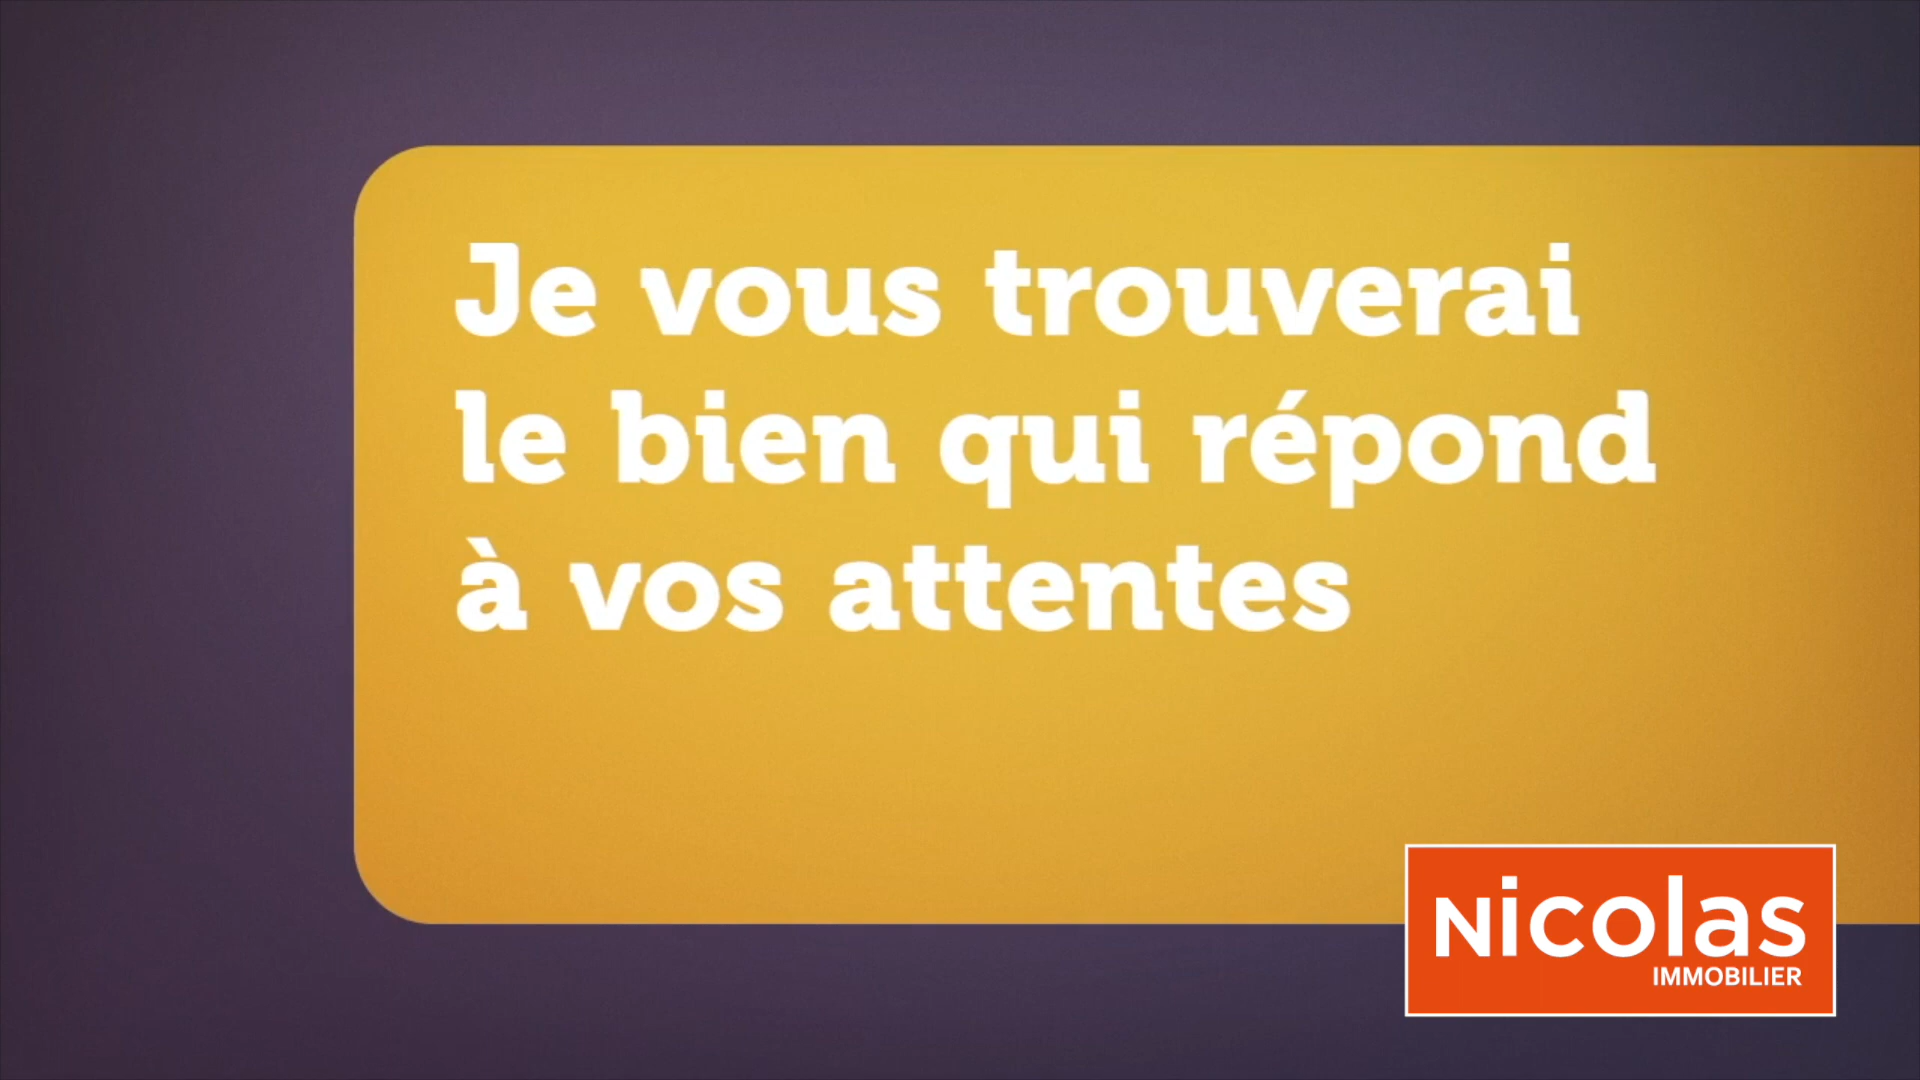 Je vous trouverai
le bien qui répond
à vos attentes
Nicolas
IMMOBILIER